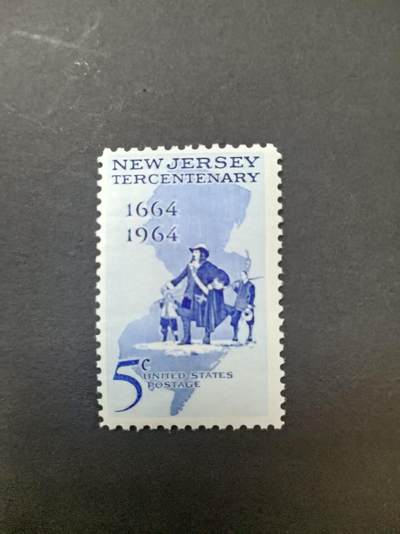 NEW JERSEY
TERCENTENARY
1664
1964
5c
UNITED STATES
POSTAGE